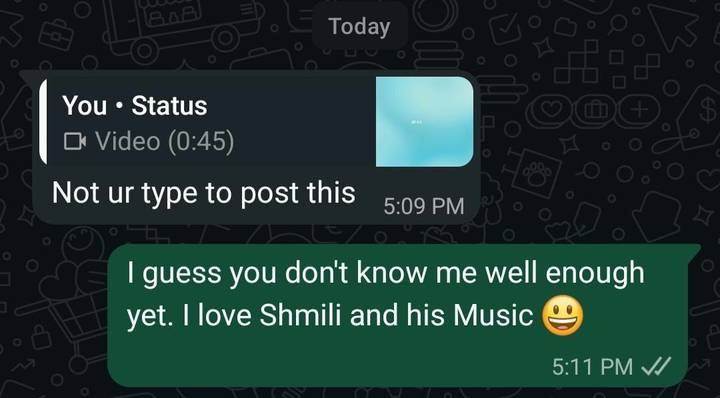 Today
You • Status
Video (0:45)
Not ur type to post this
5:09 PM
I guess you don't know me well enough
yet. I love Shmili and his Music 😃
5:11 PM